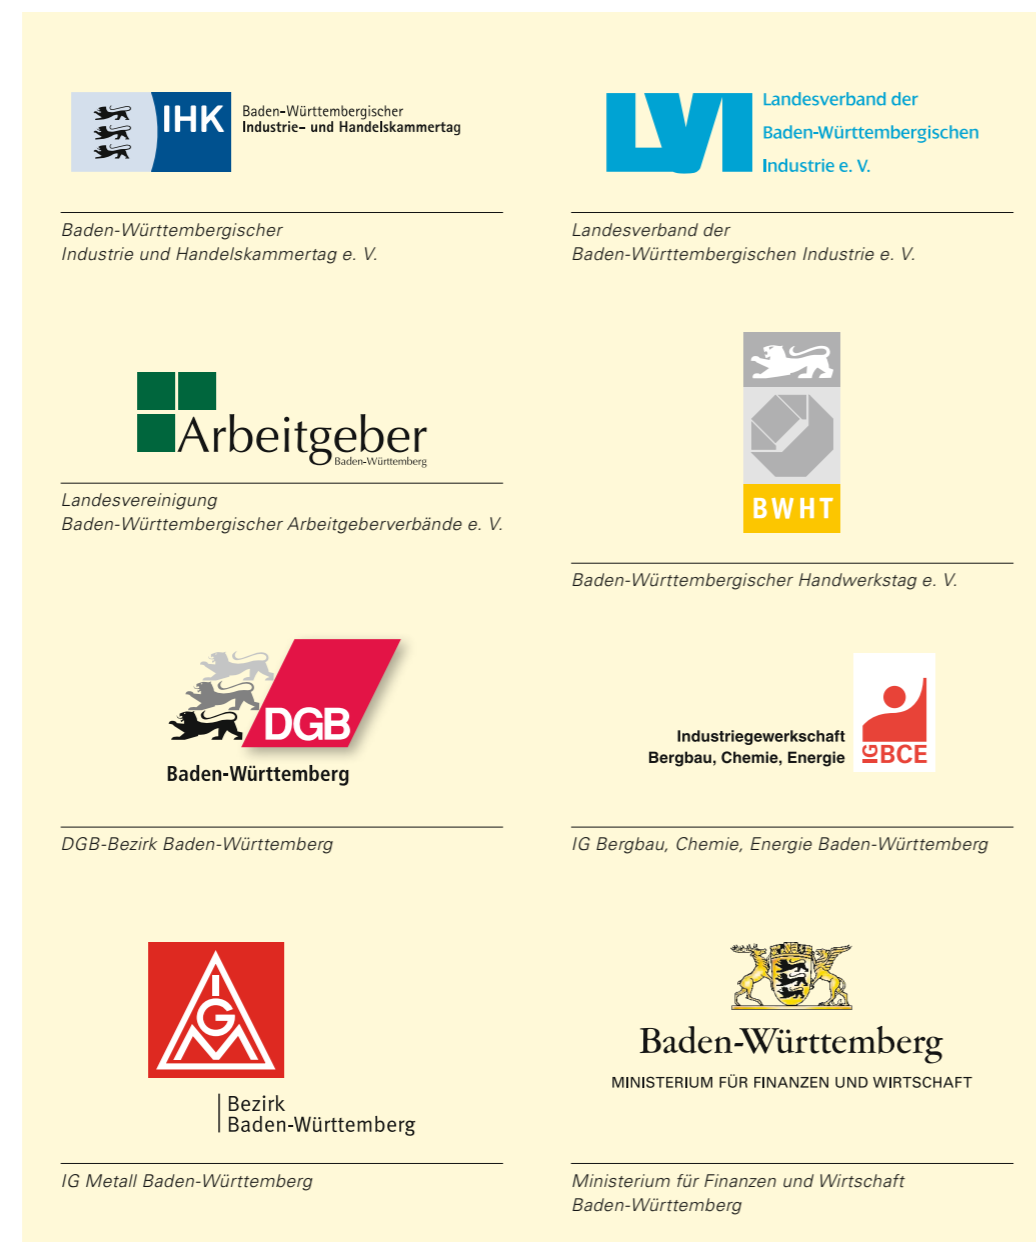 IHK
Baden-Württembergischer
Industrie- und Handelskammertag
Baden-Württembergischer
Industrie und Handelskammertag e. V.
LVI
Landesverband der
Baden-Württembergischen
Industrie e. V.
Landesverband der
Baden-Württembergischen Industrie e. V.
Arbeitgeber
Baden-Württemberg
Landesvereinigung
Baden-Württembergischer Arbeitgeberverbände e. V.
BWHT
Baden-Württembergischer Handwerkstag e. V.
DGB
Baden-Württemberg
DGB-Bezirk Baden-Württemberg
Industriegewerkschaft
Bergbau, Chemie, Energie
IG BCE
IG Bergbau, Chemie, Energie Baden-Württemberg
IGM
Bezirk
Baden-Württemberg
IG Metall Baden-Württemberg
Baden-Württemberg
MINISTERIUM FÜR FINANZEN UND WIRTSCHAFT
Ministerium für Finanzen und Wirtschaft
Baden-Württemberg